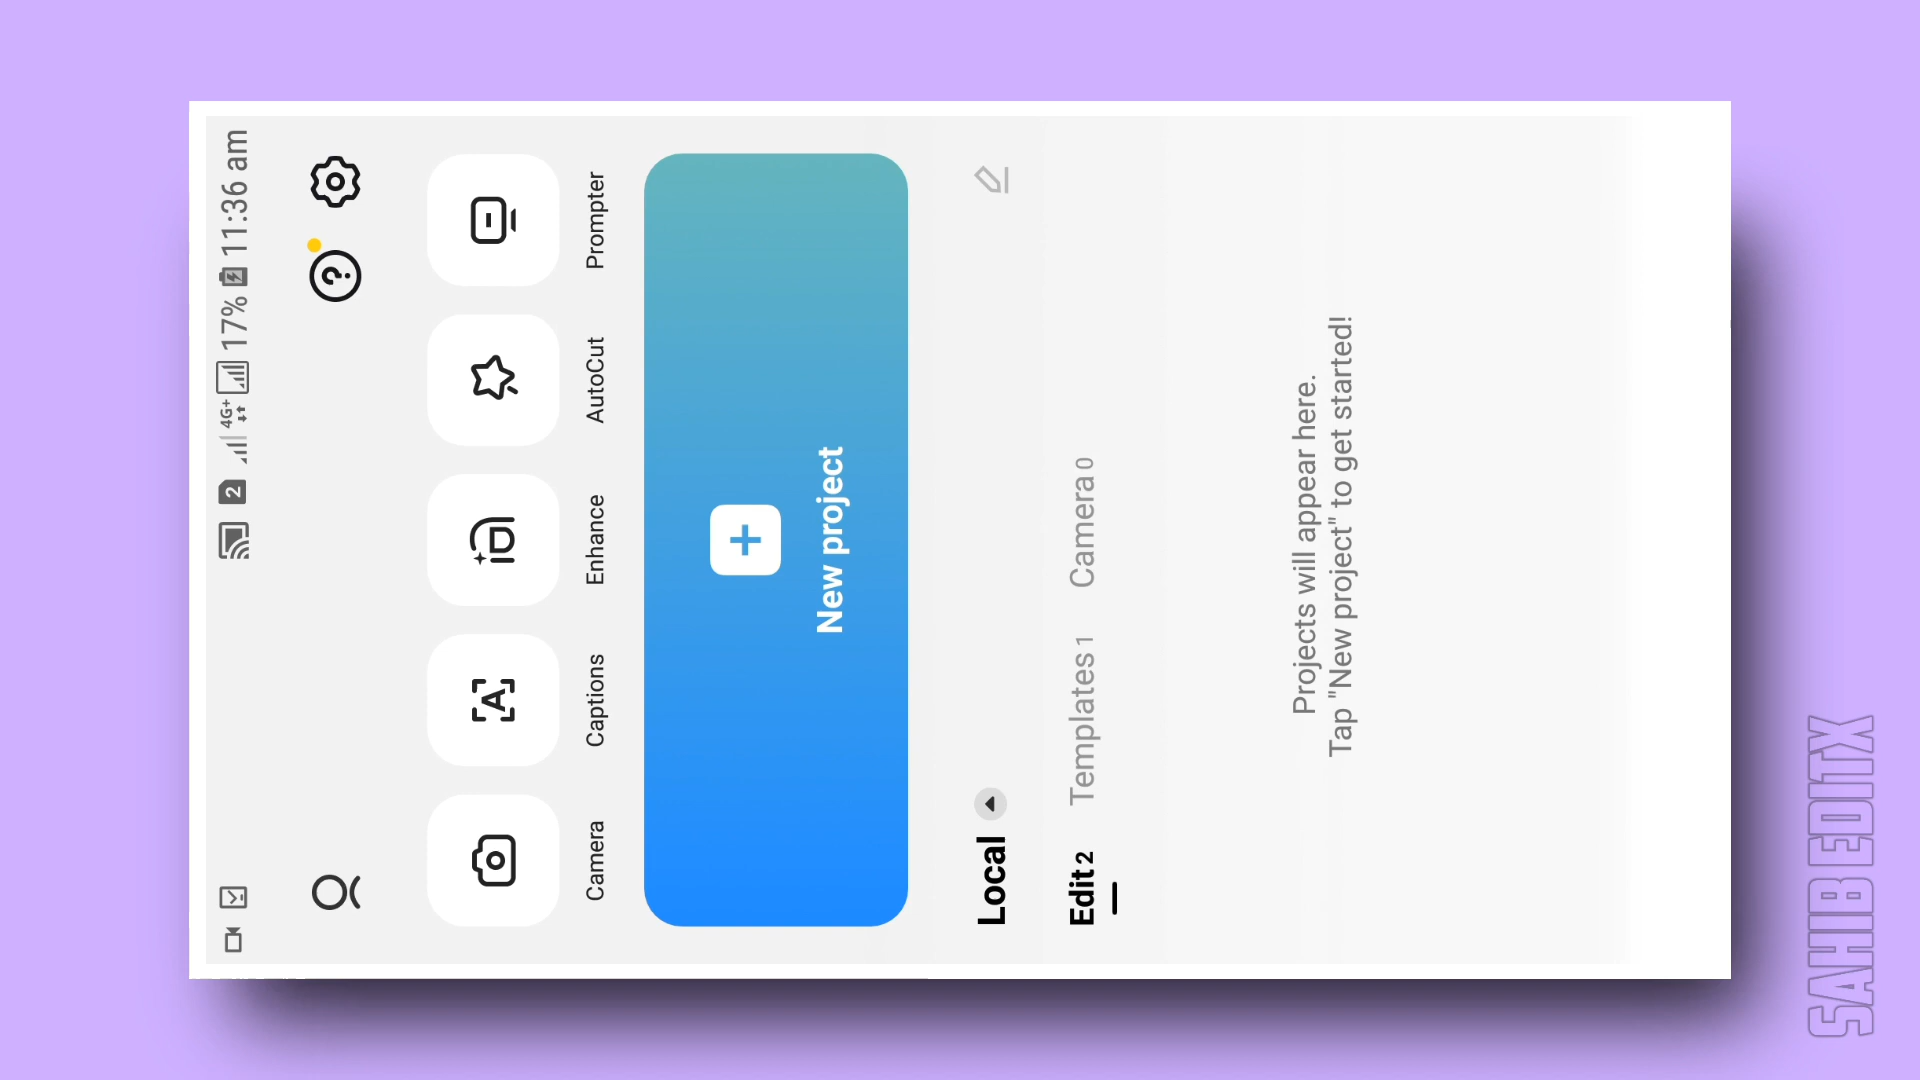 2 4G+ 17% 11:36 am
Camera
Captions
Enhance
AutoCut
Prompter
New project
Local
Edit 2
Templates 1
Camera 0
Projects will appear here.
Tap "New project" to get started!
SAHIB EDITX